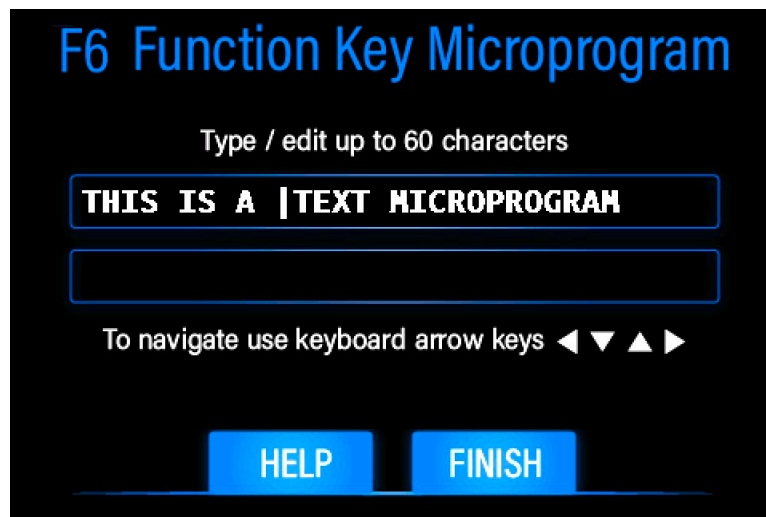 F6 Function Key Microprogram
Type / edit up to 60 characters
THIS IS A |TEXT MICROPROGRAM
To navigate use keyboard arrow keys ◀ ▼ ▲ ▶
HELP FINISH